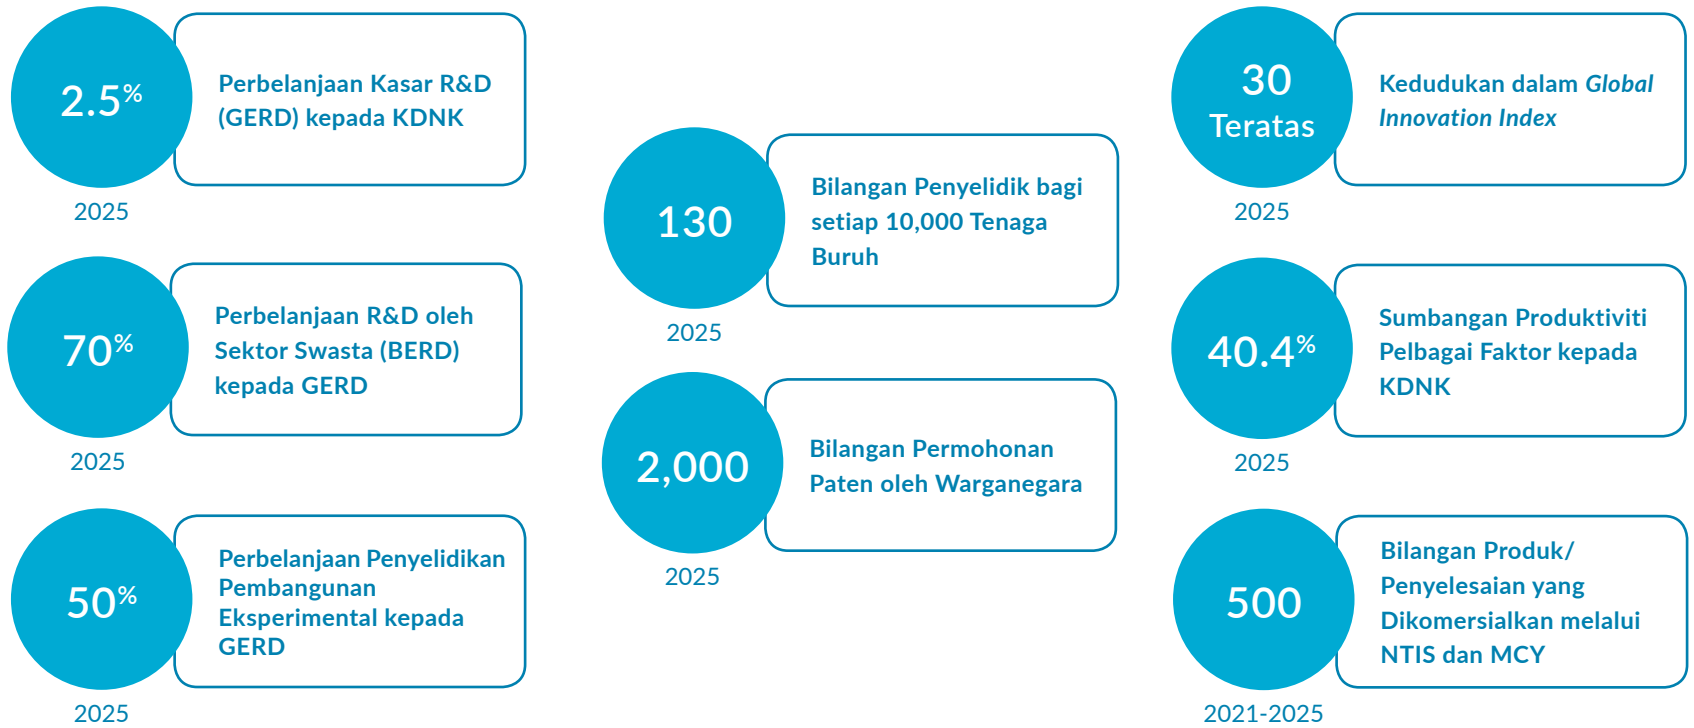 2.5%
Perbelanjaan Kasar R&D
(GERD) kepada KDNK
2025
70%
Perbelanjaan R&D oleh
Sektor Swasta (BERD)
kepada GERD
2025
50%
Perbelanjaan Penyelidikan
Pembangunan
Eksperimental kepada
GERD
2025
130
Bilangan Penyelidik bagi
setiap 10,000 Tenaga
Buruh
2025
2,000
Bilangan Permohonan
Paten oleh Warganegara
2025
30
Teratas
Kedudukan dalam Global
Innovation Index
2025
40.4%
Sumbangan Produktiviti
Pelbagai Faktor kepada
KDNK
2025
500
Bilangan Produk/
Penyelesaian yang
Dikomersialkan melalui
NTIS dan MCY
2021-2025